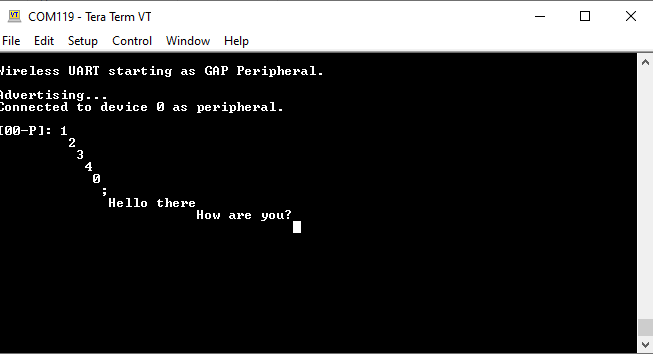 COM119 - Tera Term VT
File Edit Setup Control Window Help
Wireless UART starting as GAP Peripheral.
Advertising...
Connected to device 0 as peripheral.
[00-P]: 1
2
3
4
0
;
Hello there
How are you?